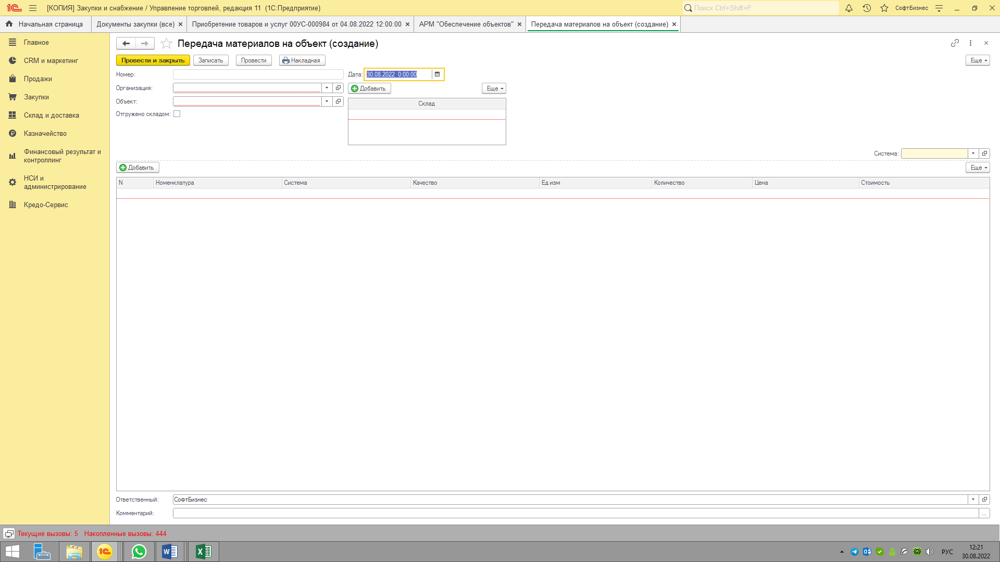 [КОПИЯ] Закупки и снабжение / Управление торговлей, редакция 11 (1С:Предприятие)
Поиск Ctrl+Shift+F
СофтБизнес
Начальная страница
Документы закупки (все)
Приобретение товаров и услуг 00УС-000984 от 04.08.2022 12:00:00
АРМ "Обеспечение объектов"
Передача материалов на объект (создание)
Главное
CRM и маркетинг
Продажи
Закупки
Склад и доставка
Казначейство
Финансовый результат и
контроллинг
НСИ и
администрирование
Кредо-Сервис
Передача материалов на объект (создание)
Провести и закрыть
Записать
Провести
Накладная
Еще
Номер:
Дата: 30.08.2022 0:00:00
Организация:
Добавить
Еще
Объект:
Склад
Отгружено складом:
Система:
Добавить
Еще
N
Номенклатура
Система
Качество
Ед изм
Количество
Цена
Стоимость
Ответственный: СофтБизнес
Комментарий:
Текущие вызовы: 5 Накопленные вызовы: 444
РУС
12:21
30.08.2022